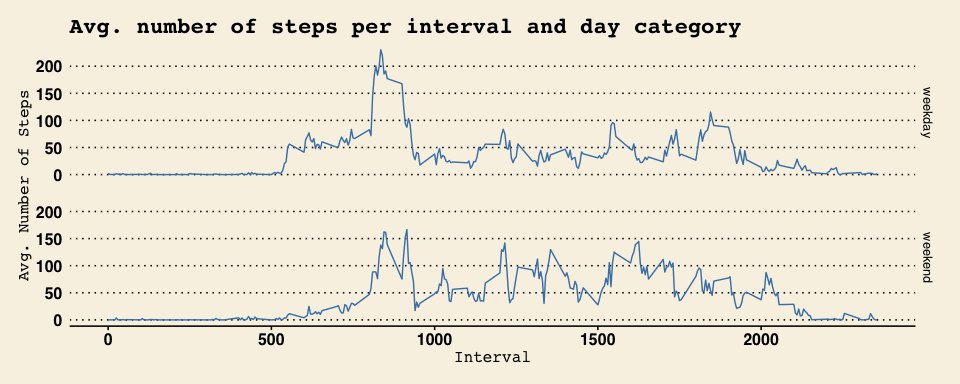 Avg. number of steps per interval and day category
Avg. Number of Steps
200
150
100
50
0
weekday
200
150
100
50
0
weekend
0 500 1000 1500 2000
Interval